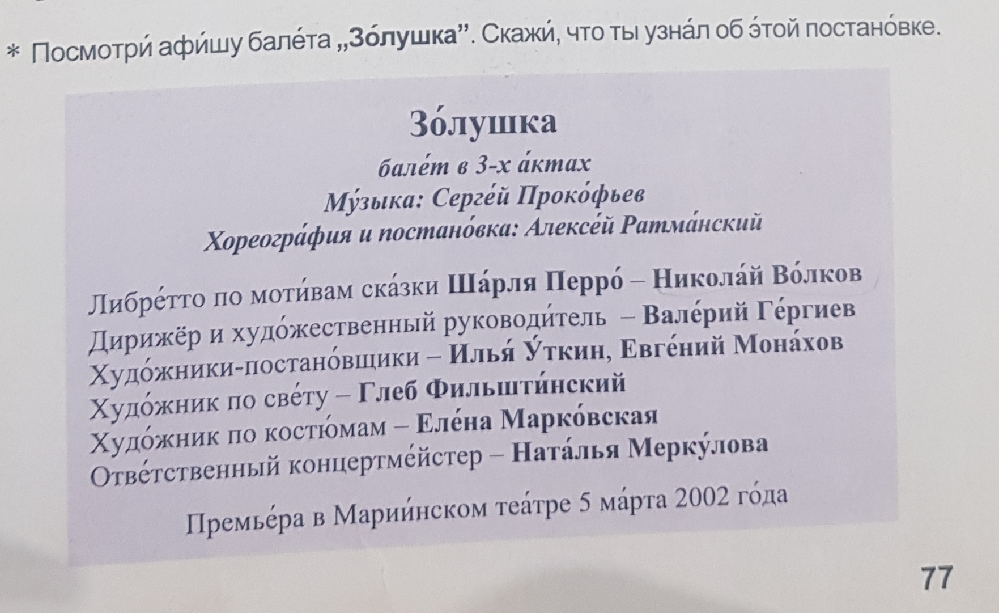 * Посмотри́ афи́шу бале́та „Зо́лушка”. Скажи́, что ты узна́л об э́той постано́вке.
Зо́лушка
бале́т в 3-х а́ктах
Му́зыка: Серге́й Проко́фьев
Хореогра́фия и постано́вка: Алексе́й Ратма́нский
Либре́тто по моти́вам ска́зки Ша́рля Перро́ – Никола́й Во́лков
Дирижёр и худо́жественный руководи́тель – Вале́рий Ге́ргиев
Худо́жники-постано́вщики – Илья́ У́ткин, Евге́ний Мона́хов
Худо́жник по све́ту – Глеб Фильшти́нский
Худо́жник по костю́мам – Еле́на Марко́вская
Отве́тственный концертме́йстер – Ната́лья Мерку́лова
Премье́ра в Марии́нском теа́тре 5 ма́рта 2002 го́да
77